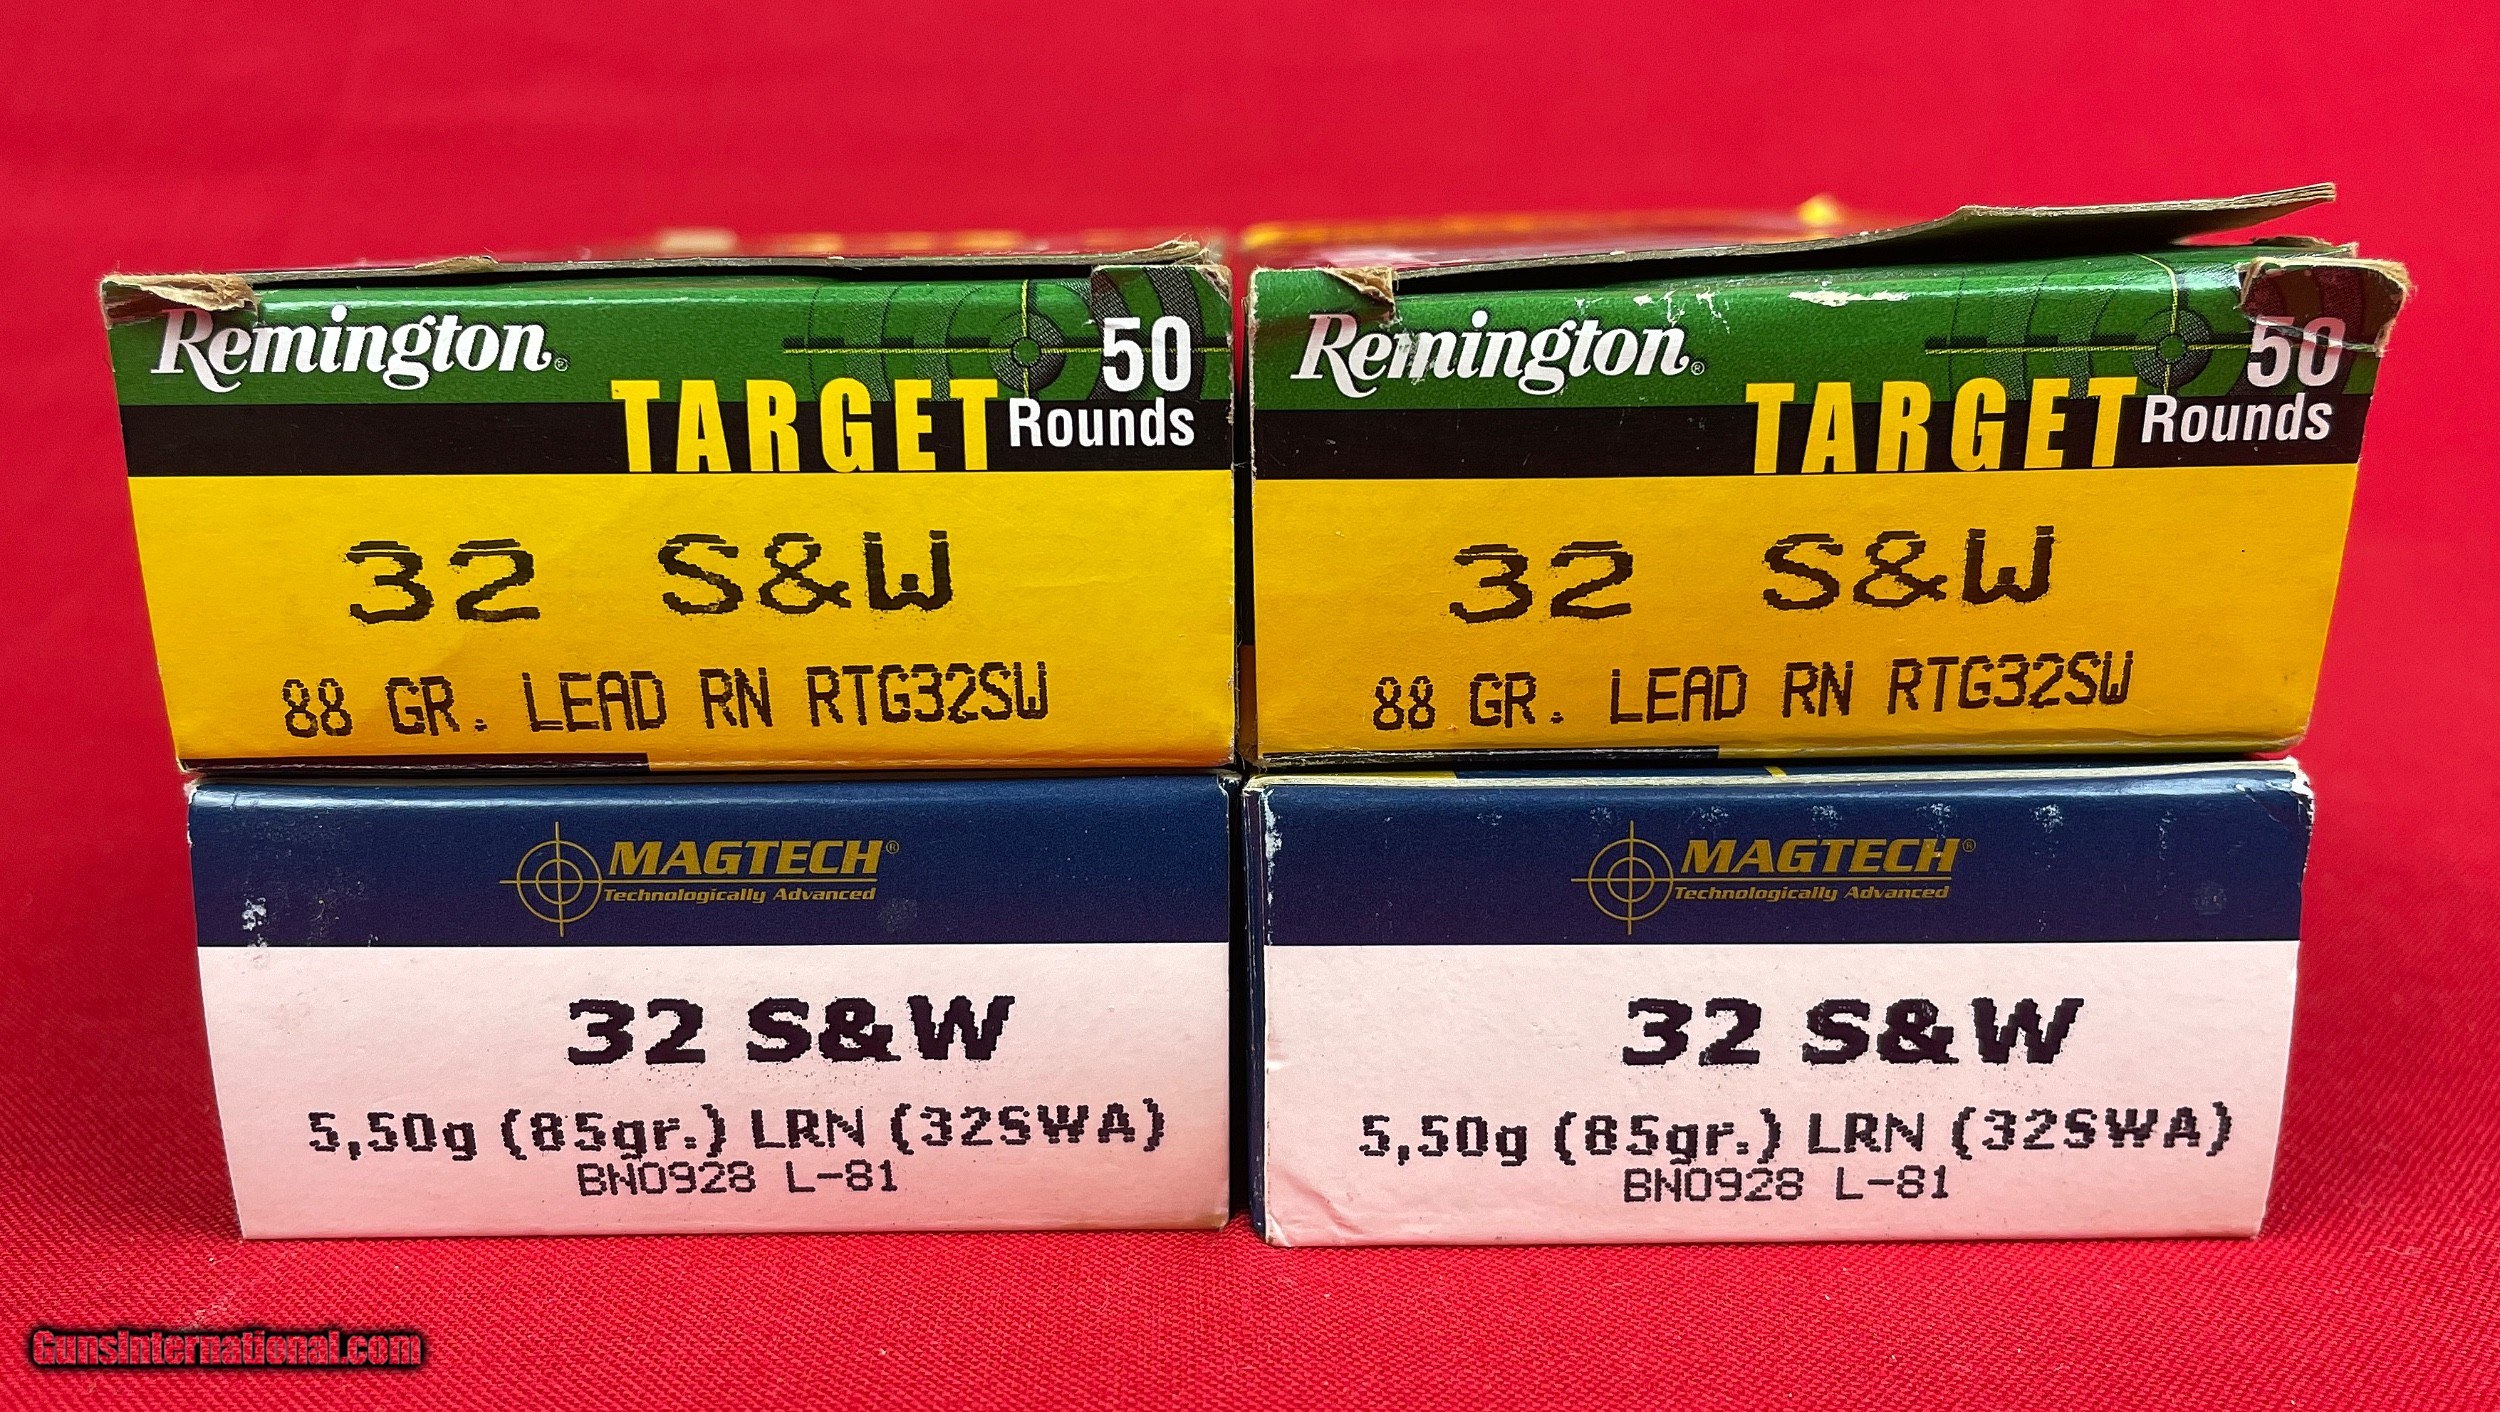 Remington® 50
TARGET Rounds
32 S&W
88 GR. LEAD RN RTG32SW
Remington® 50
TARGET Rounds
32 S&W
88 GR. LEAD RN RTG32SW
MAGTECH®
Technologically Advanced
32 S&W
5,50g (85gr.) LRN (32SWA)
BN0928 L-81
MAGTECH®
Technologically Advanced
32 S&W
5,50g (85gr.) LRN (32SWA)
BN0928 L-81
GunsInternational.com